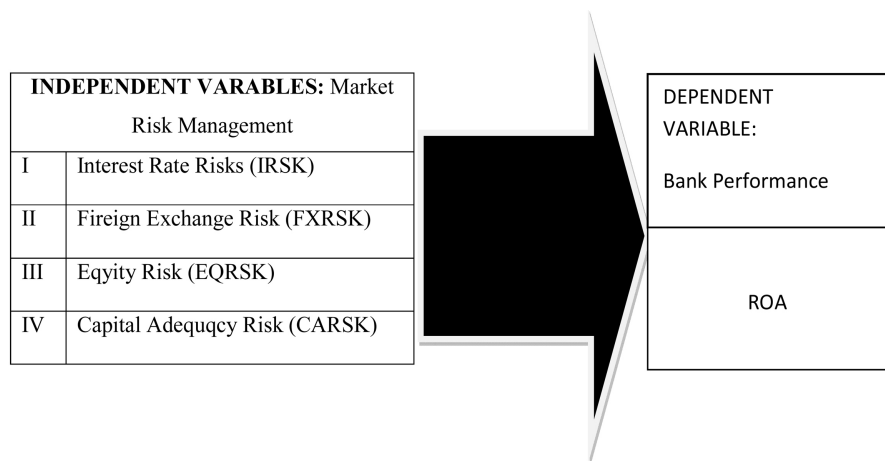 INDEPENDENT VARIABLES: Market
Risk Management
I Interest Rate Risks (IRSK)
II Fireign Exchange Risk (FXRSK)
III Eqyity Risk (EQRSK)
IV Capital Adequqcy Risk (CARSK)
DEPENDENT
VARIABLE:
Bank Performance
ROA